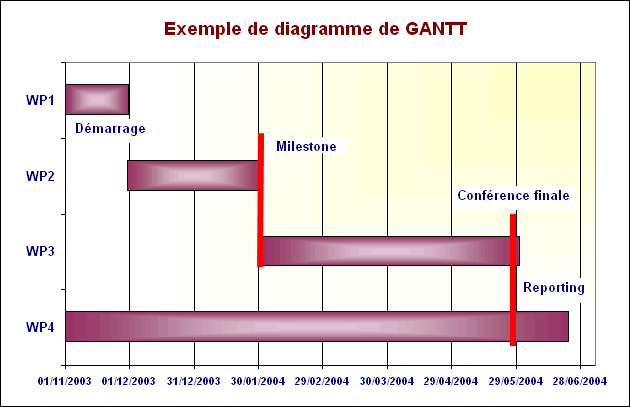 Exemple de diagramme de GANTT
WP1
Démarrage
Milestone
WP2
Conférence finale
WP3
Reporting
WP4
01/11/2003 01/12/2003 31/12/2003 30/01/2004 29/02/2004 30/03/2004 29/04/2004 29/05/2004 28/06/2004